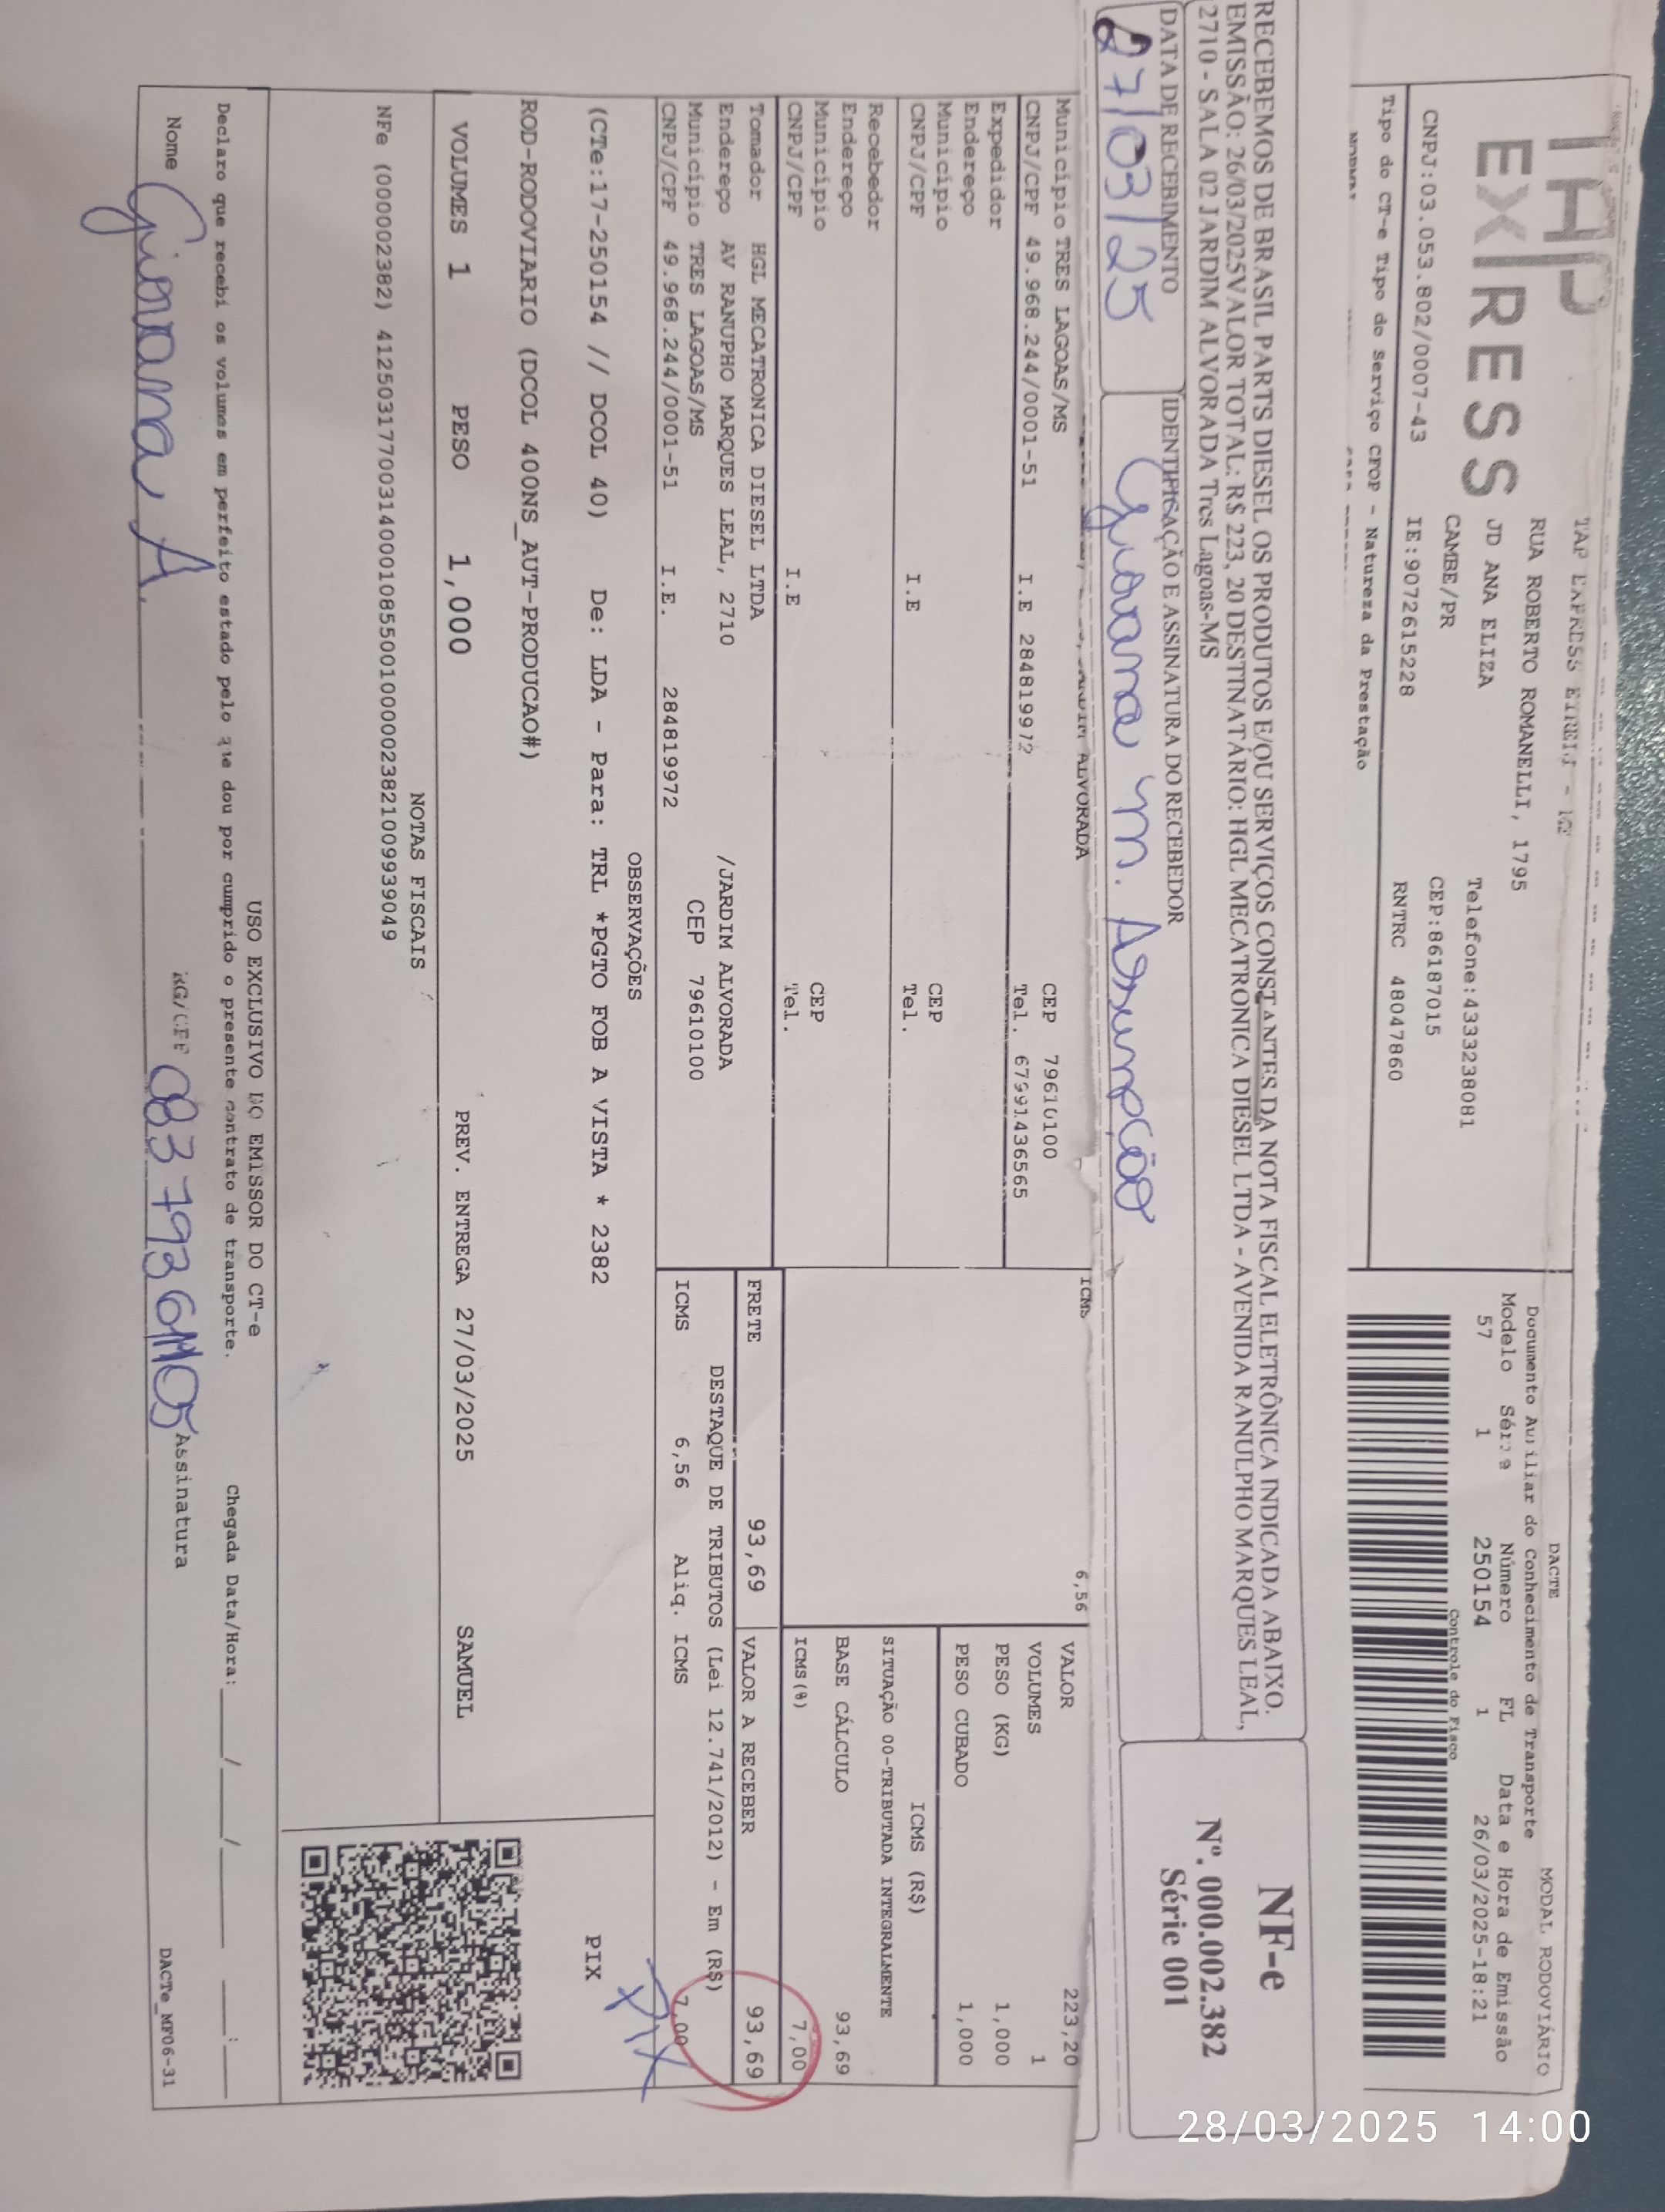 TAP EXPRESS EIRELI - ME
TAP
EXPRESS
RUA ROBERTO ROMANELLI, 1795
JD ANA ELIZA
Telefone:4333238081
CAMBE/PR
CEP:86187015
CNPJ:03.053.802/0007-43
IE:9072615228
RNTRC 48047860
Tipo do CT-e Tipo do Serviço CFOP - Natureza da Prestação
DACTE
MODAL RODOVIÁRIO
Documento Auxiliar do Conhecimento de Transporte
Modelo Série Número FL Data e Hora de Emissão
57 1 250154 1 26/03/2025-18:21
Controle do Fisco
RECEBEMOS DE BRASIL PARTS DIESEL OS PRODUTOS E/OU SERVIÇOS CONSTANTES DA NOTA FISCAL ELETRÔNICA INDICADA ABAIXO.
EMISSÃO: 26/03/2025VALOR TOTAL: R$ 223, 20 DESTINATÁRIO: HGL MECATRONICA DIESEL LTDA - AVENIDA RANULPHO MARQUES LEAL,
2710 - SALA 02 JARDIM ALVORADA Tres Lagoas-MS
DATA DE RECEBIMENTO
27/03/25
IDENTIFICAÇÃO E ASSINATURA DO RECEBEDOR
Giovana M. Assunpção
NF-e
Nº. 000.002.382
Série 001
JARDIM ALVORADA
ICMS 6,56
Município TRES LAGOAS/MS CEP 79610100
CNPJ/CPF 49.968.244/0001-51 I.E 284819972 Tel. 67991436565
Expedidor
Endereço
Município CEP
CNPJ/CPF I.E Tel.
Recebedor
Endereço
Município CEP
CNPJ/CPF I.E Tel.
VALOR 223,20
VOLUMES 1
PESO (KG) 1,000
PESO CUBADO 1,000
ICMS (R$)
SITUAÇÃO 00-TRIBUTADA INTEGRALMENTE
BASE CÁLCULO 93,69
ICMS(%) 7,00
Tomador HGL MECATRONICA DIESEL LTDA
Endereço AV RANUPHO MARQUES LEAL, 2710 /JARDIM ALVORADA
Município TRES LAGOAS/MS CEP 79610100
CNPJ/CPF 49.968.244/0001-51 I.E. 284819972
FRETE 93,69 VALOR A RECEBER 93,69
DESTAQUE DE TRIBUTOS (Lei 12.741/2012) - Em (R$)
ICMS 6,56 Aliq. ICMS 7,00
OBSERVAÇÕES
(CTe:17-250154 // DCOL 40) De: LDA - Para: TRL *PGTO FOB A VISTA * 2382
PIX
PIX
ROD-RODOVIARIO (DCOL 400NS_AUT-PRODUCAO#)
VOLUMES 1 PESO 1,000 PREV. ENTREGA 27/03/2025 SAMUEL
NOTAS FISCAIS
NFe (000002382) 41250317700314000108550010000023821009939049
USO EXCLUSIVO DO EMISSOR DO CT-e
Declaro que recebi os volumes em perfeito estado pelo que dou por cumprido o presente contrato de transporte. Chegada Data/Hora: ____/____/______ ___:___
Nome Giovana A. RG/CPF Assinatura
DACTe_MF06-31
28/03/2025 14:00